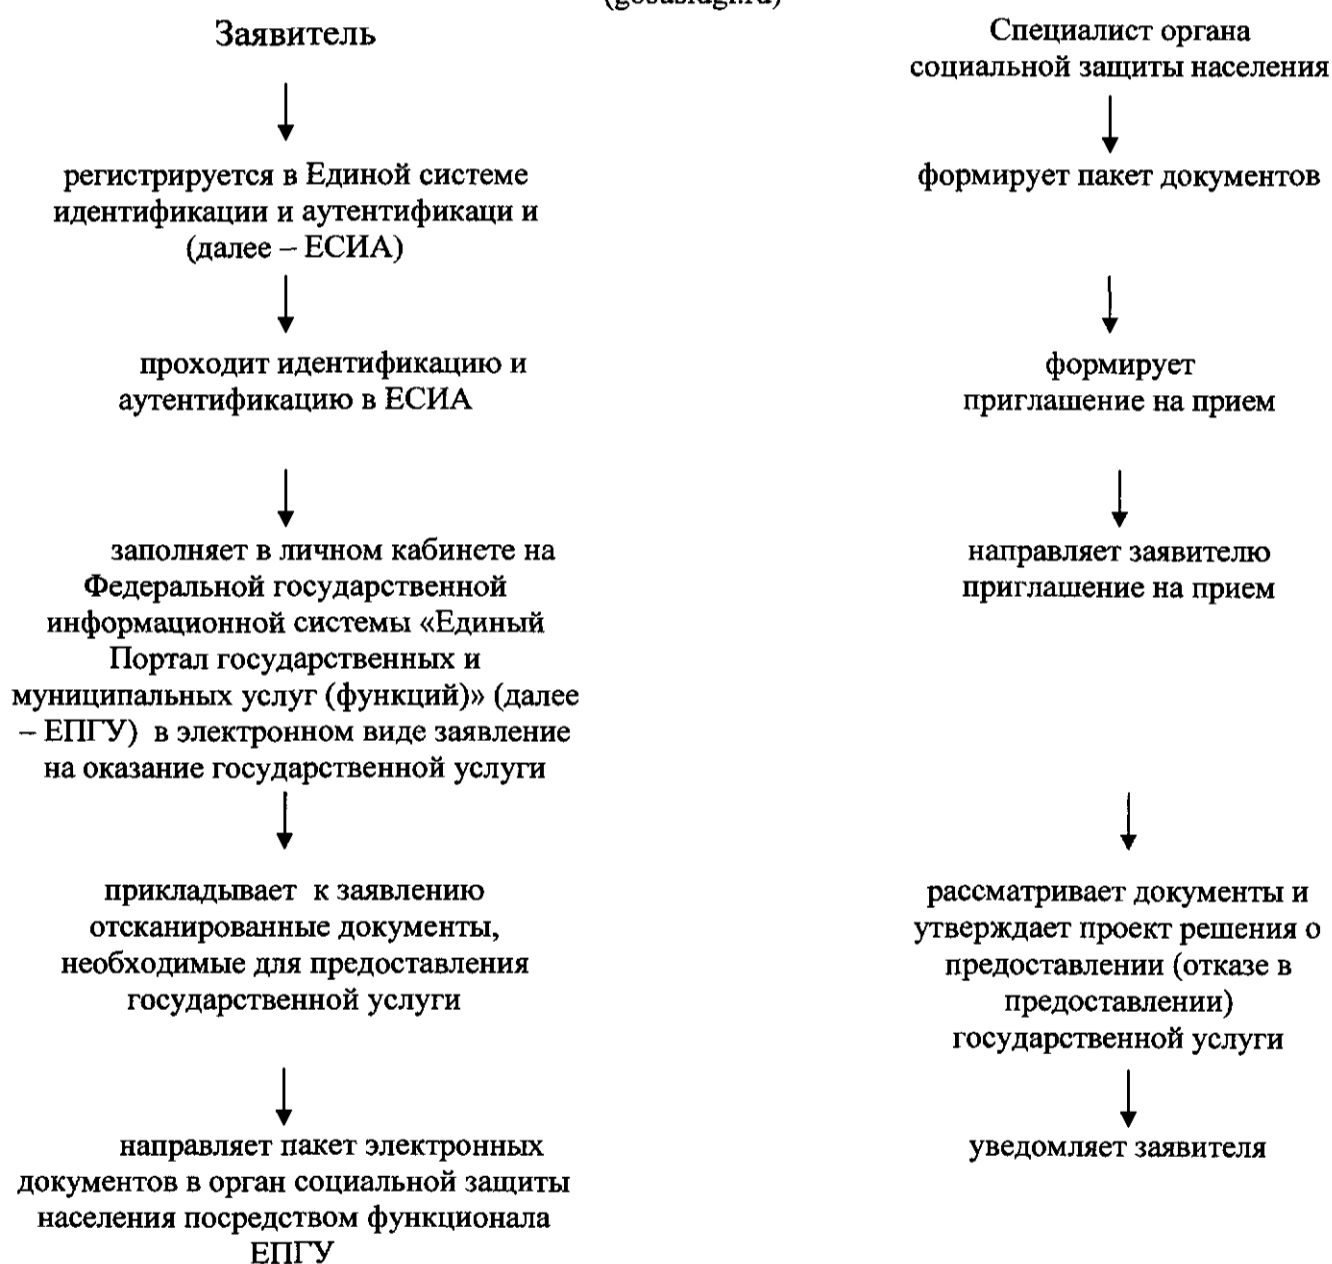 Заявитель
регистрируется в Единой системе
идентификации и аутентификаци и
(далее – ЕСИА)
проходит идентификацию и
аутентификацию в ЕСИА
заполняет в личном кабинете на
Федеральной государственной
информационной системы «Единый
Портал государственных и
муниципальных услуг (функций)» (далее
– ЕПГУ) в электронном виде заявление
на оказание государственной услуги
прикладывает к заявлению
отсканированные документы,
необходимые для предоставления
государственной услуги
направляет пакет электронных
документов в орган социальной защиты
населения посредством функционала
ЕПГУ
Специалист органа
социальной защиты населения
формирует пакет документов
формирует
приглашение на прием
направляет заявителю
приглашение на прием
рассматривает документы и
утверждает проект решения о
предоставлении (отказе в
предоставлении)
государственной услуги
уведомляет заявителя